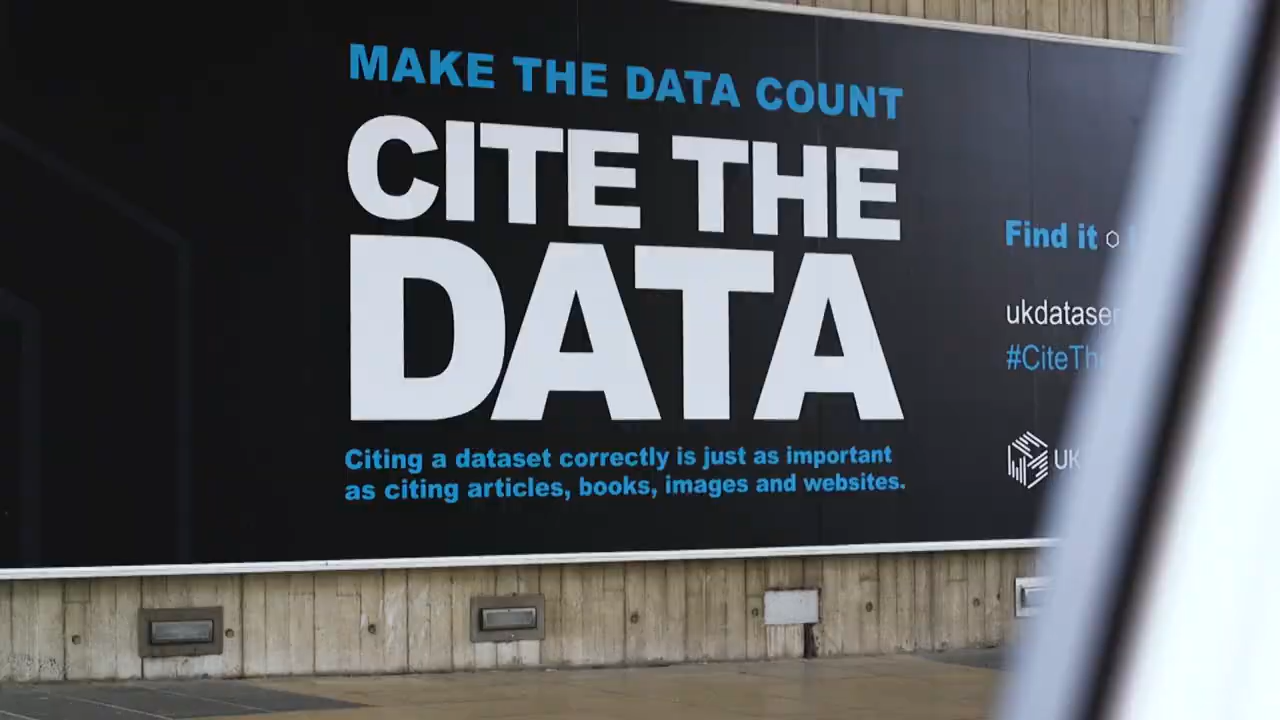 MAKE THE DATA COUNT
CITE THE
DATA
Citing a dataset correctly is just as important
as citing articles, books, images and websites.
Find it
UK